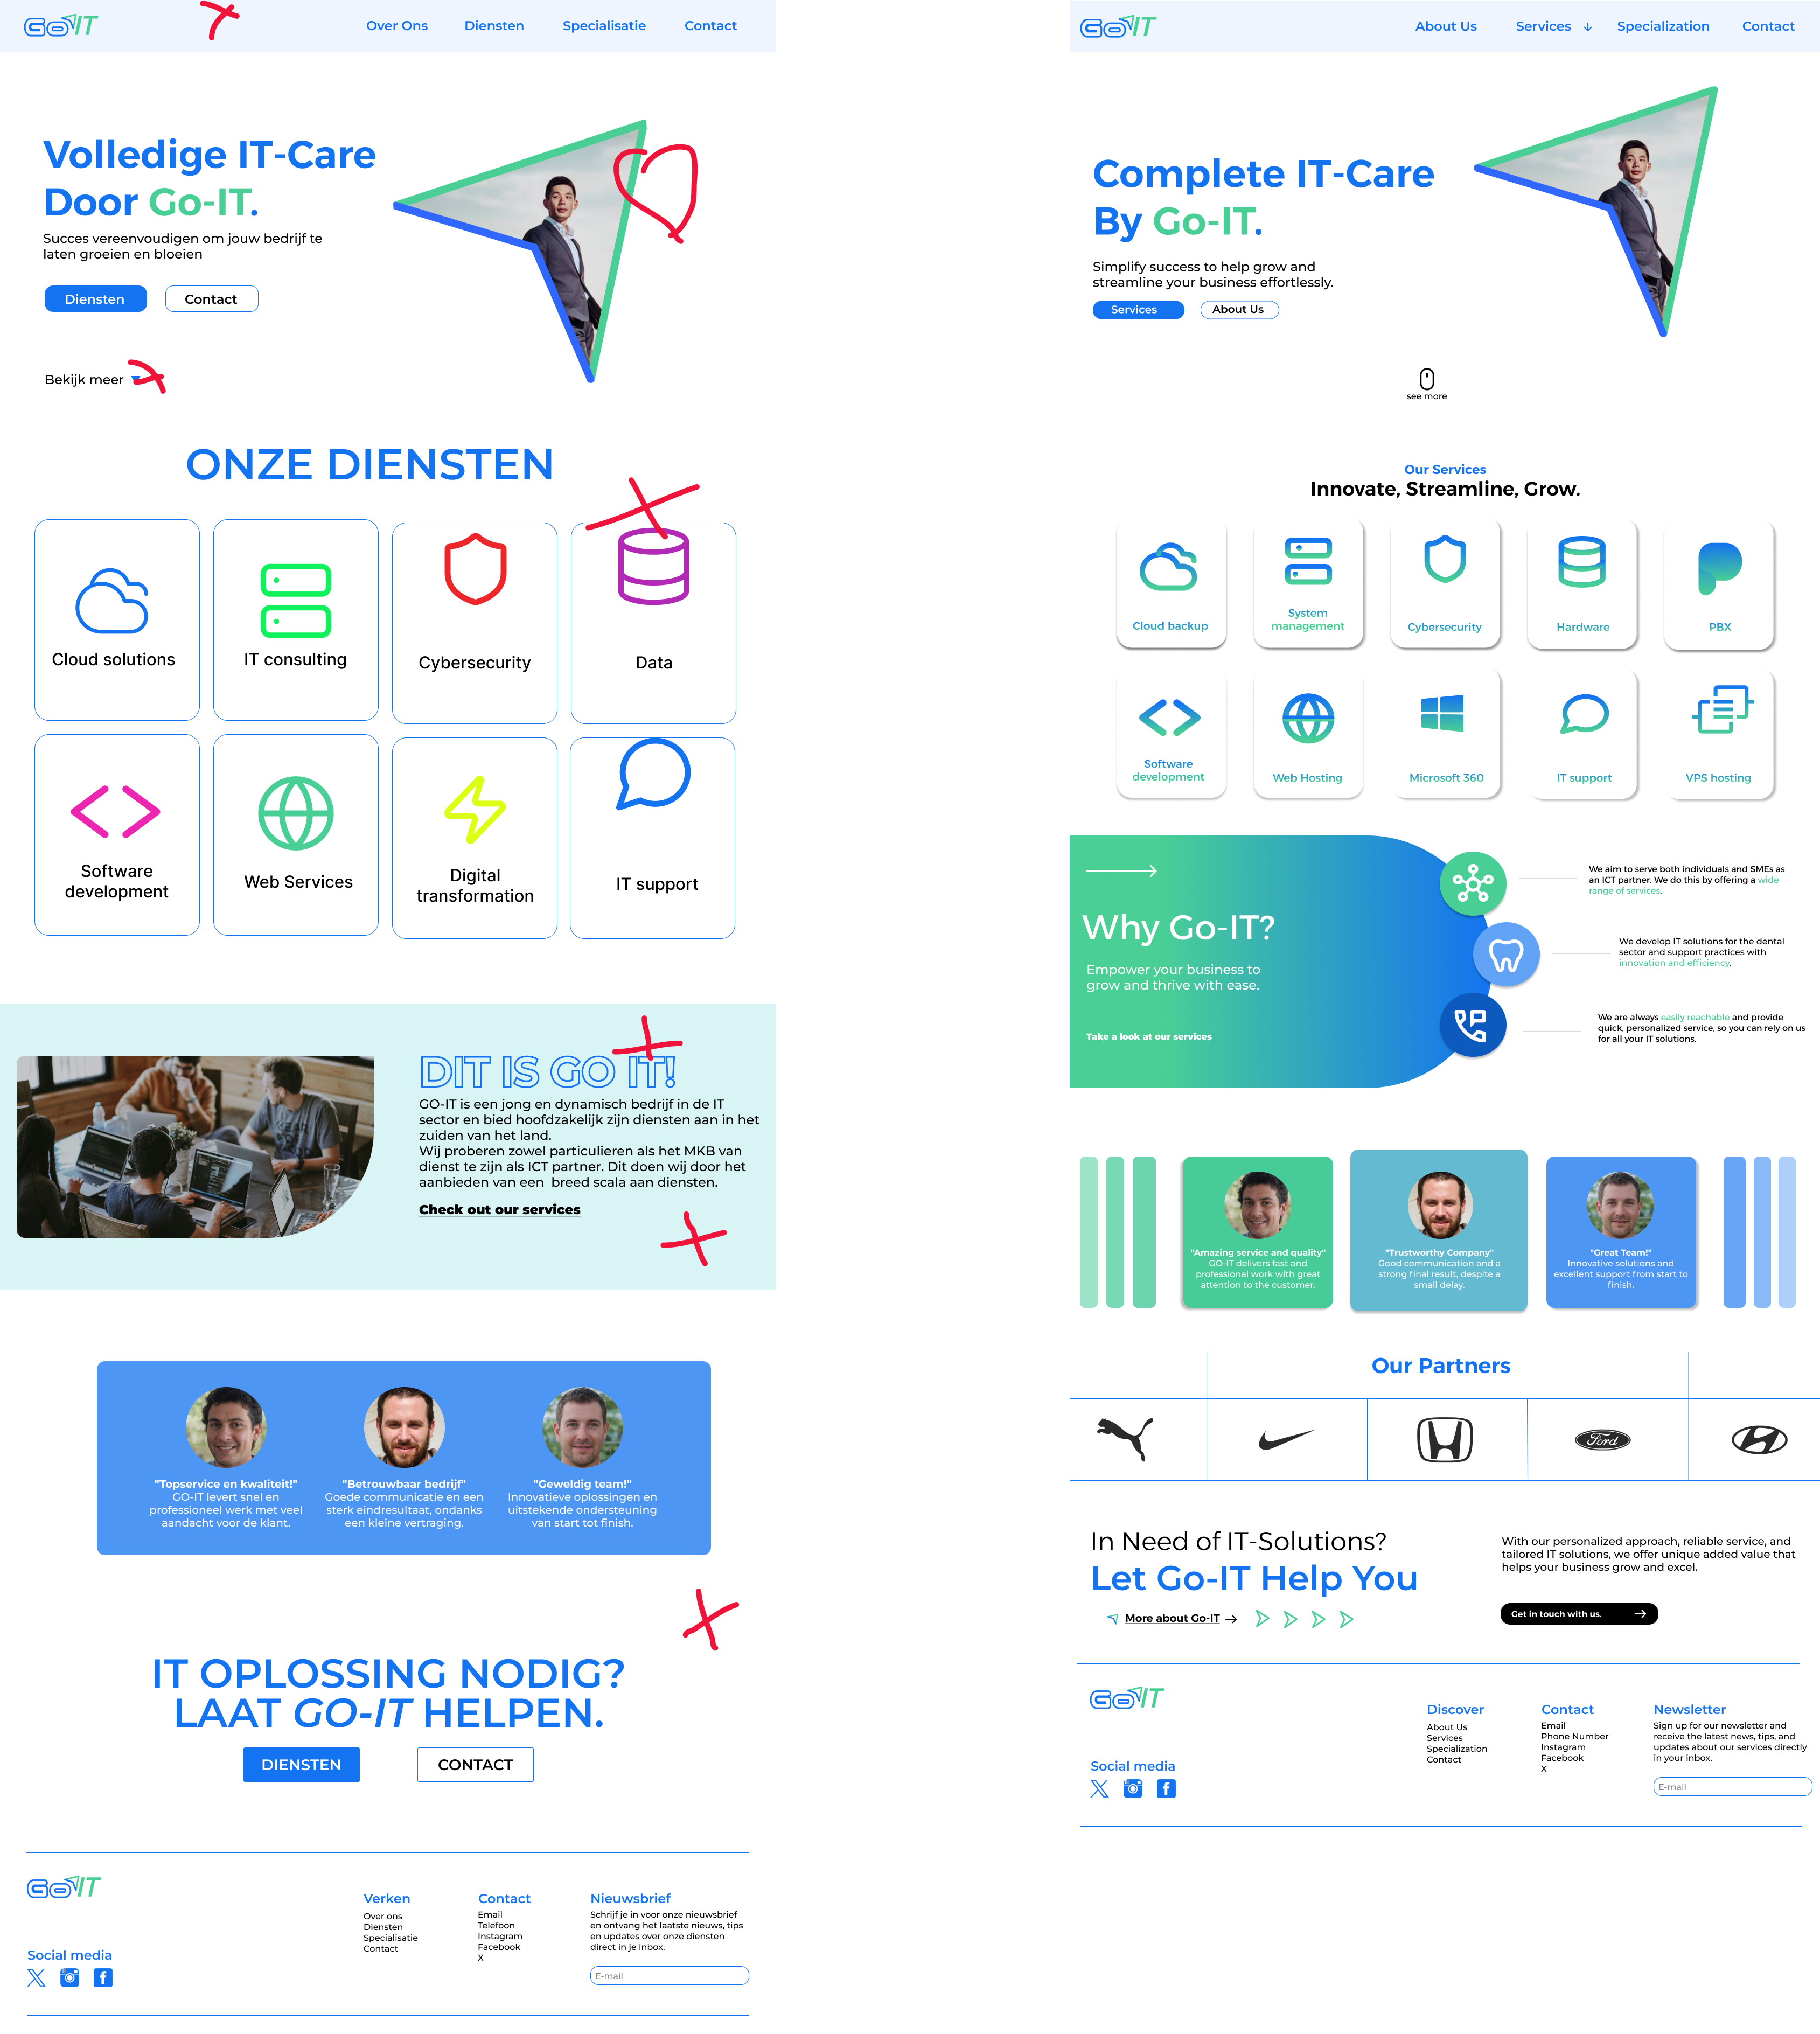 Go IT
Over Ons
Diensten
Specialisatie
Contact
Volledige IT-Care
Door Go-IT.
Succes vereenvoudigen om jouw bedrijf te
laten groeien en bloeien
Diensten
Contact
Bekijk meer
ONZE DIENSTEN
Cloud solutions
IT consulting
Cybersecurity
Data
Software
development
Web Services
Digital
transformation
IT support
DIT IS GO IT!
GO-IT is een jong en dynamisch bedrijf in de IT
sector en bied hoofdzakelijk zijn diensten aan in het
zuiden van het land.
Wij proberen zowel particulieren als het MKB van
dienst te zijn als ICT partner. Dit doen wij door het
aanbieden van een  breed scala aan diensten.
Check out our services
"Topservice en kwaliteit!"
GO-IT levert snel en
professioneel werk met veel
aandacht voor de klant.
"Betrouwbaar bedrijf"
Goede communicatie en een
sterk eindresultaat, ondanks
een kleine vertraging.
"Geweldig team!"
Innovatieve oplossingen en
uitstekende ondersteuning
van start tot finish.
IT OPLOSSING NODIG?
LAAT GO-IT HELPEN.
DIENSTEN
CONTACT
Go IT
Social media
Verken
Over ons
Diensten
Specialisatie
Contact
Contact
Email
Telefoon
Instagram
Facebook
X
Nieuwsbrief
Schrijf je in voor onze nieuwsbrief
en ontvang het laatste nieuws, tips
en updates over onze diensten
direct in je inbox.
E-mail
Go IT
About Us
Services
Specialization
Contact
Complete IT-Care
By Go-IT.
Simplify success to help grow and
streamline your business effortlessly.
Services
About Us
see more
Our Services
Innovate, Streamline, Grow.
Cloud backup
System
management
Cybersecurity
Hardware
PBX
Software
development
Web Hosting
Microsoft 360
IT support
VPS hosting
Why Go-IT?
Empower your business to
grow and thrive with ease.
Take a look at our services
We aim to serve both individuals and SMEs as
an ICT partner. We do this by offering a wide
range of services.
We develop IT solutions for the dental
sector and support practices with
innovation and efficiency.
We are always easily reachable and provide
quick, personalized service, so you can rely on us
for all your IT solutions.
"Amazing service and quality"
GO-IT delivers fast and
professional work with great
attention to the customer.
"Trustworthy Company"
Good communication and a
strong final result, despite a
small delay.
"Great Team!"
Innovative solutions and
excellent support from start to
finish.
Our Partners
Ford
In Need of IT-Solutions?
Let Go-IT Help You
More about Go-IT
With our personalized approach, reliable service, and
tailored IT solutions, we offer unique added value that
helps your business grow and excel.
Get in touch with us.
Go IT
Social media
Discover
About Us
Services
Specialization
Contact
Contact
Email
Phone Number
Instagram
Facebook
X
Newsletter
Sign up for our newsletter and
receive the latest news, tips, and
updates about our services directly
in your inbox.
E-mail